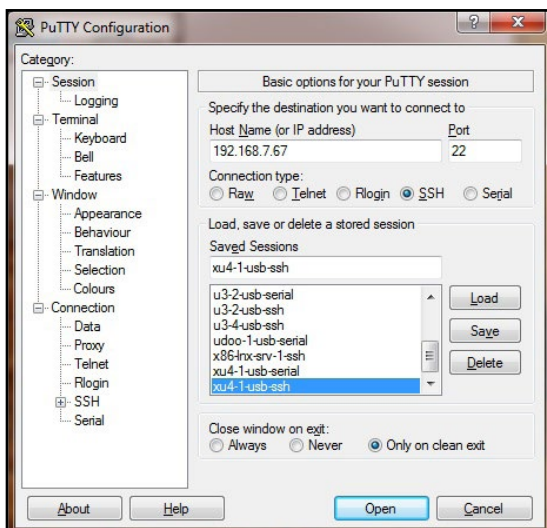 PuTTY Configuration
Category:
Session
Logging
Terminal
Keyboard
Bell
Features
Window
Appearance
Behaviour
Translation
Selection
Colours
Connection
Data
Proxy
Telnet
Rlogin
SSH
Serial
Basic options for your PuTTY session
Specify the destination you want to connect to
Host Name (or IP address) Port
192.168.7.67 22
Connection type:
Raw Telnet Rlogin SSH Serial
Load, save or delete a stored session
Saved Sessions
xu4-1-usb-ssh
u3-2-usb-serial
u3-2-usb-ssh
u3-4-usb-ssh
udoo-1-usb-serial
x86-lnx-srv-1-ssh
xu4-1-usb-serial
xu4-1-usb-ssh
Load
Save
Delete
Close window on exit:
Always Never Only on clean exit
About Help Open Cancel